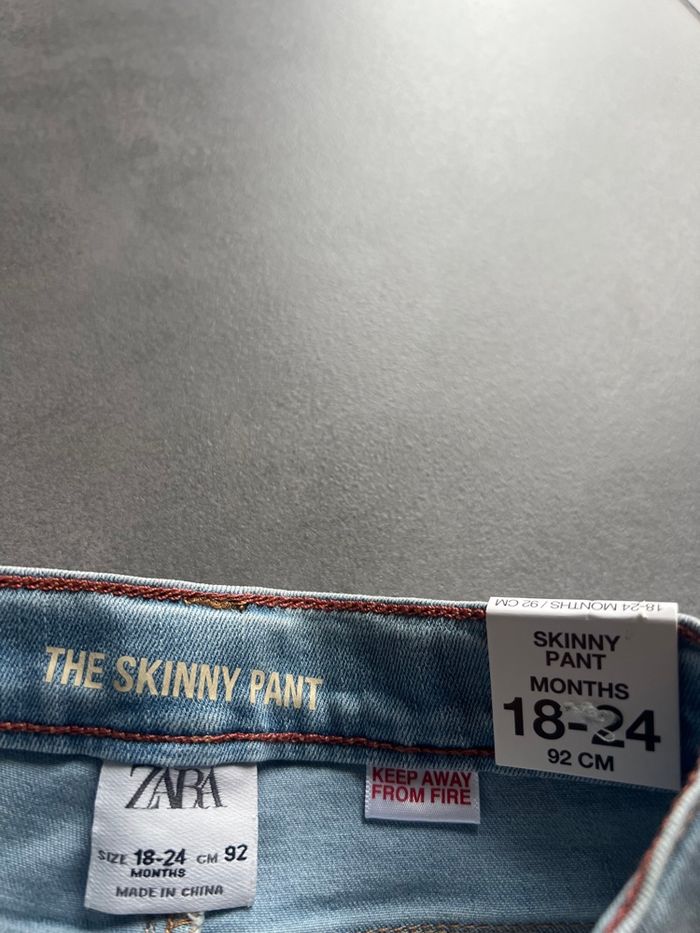 18-24 MONTHS / 92 CM
THE SKINNY PANT
SKINNY
PANT
MONTHS
18-24
92 CM
ZARA
SIZE 18-24 CM 92
MONTHS
MADE IN CHINA
KEEP AWAY
FROM FIRE